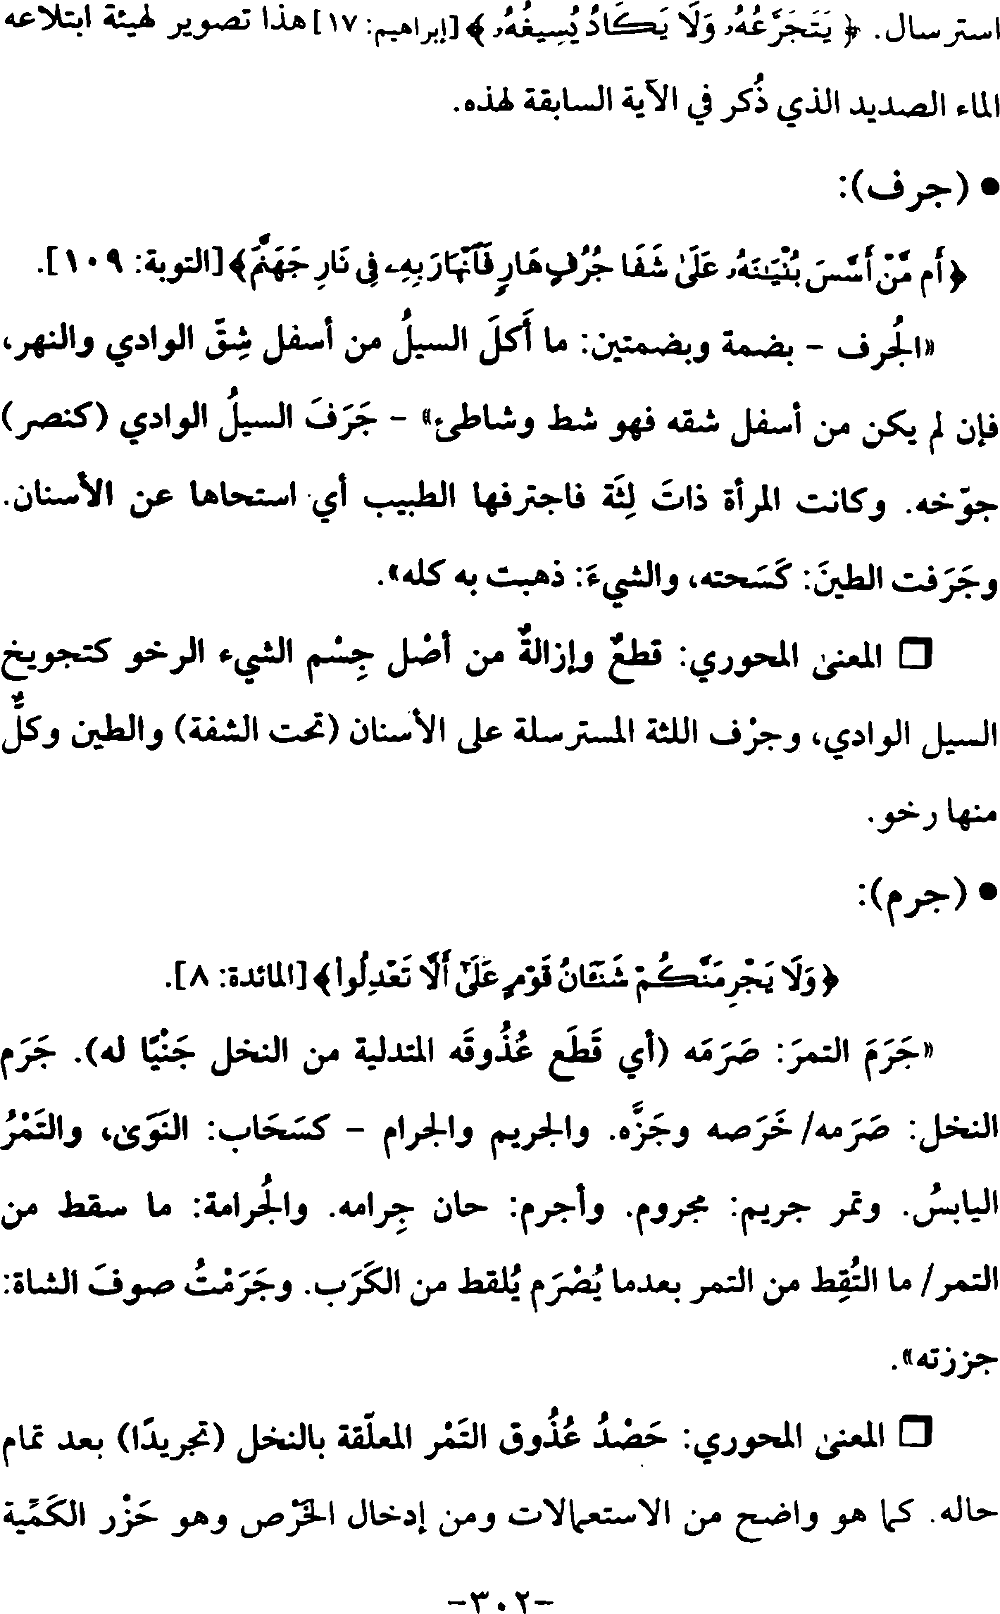 استرسال. ﴿ يَتَجَرَّعُهُۥ وَلَا يَكَادُ يُسِيغُهُۥ ﴾ [إبراهيم: ١٧] هذا تصوير لهيئة ابتلاعه
الماء الصديد الذي ذُكر في الآية السابقة لهذه.
● (جرف):
﴿ أَم مَّنْ أَسَّسَ بُنْيَـٰنَهُۥ عَلَىٰ شَفَا جُرُفٍ هَارٍ فَٱنْهَارَ بِهِۦ فِى نَارِ جَهَنَّمَ ﴾ [التوبة: ١٠٩].
«الجُرف – بضمة وبضمتين: ما أَكلَ السيلُ من أسفل شِقّ الوادي والنهر،
فإن لم يكن من أسفل شقه فهو شط وشاطئ» – جَرَفَ السيلُ الوادي (كنصر)
جوّخه. وكانت المرأة ذاتَ لِثَة فاجترفها الطبيب أي استحاها عن الأسنان.
وجَرَفت الطينَ: كَسَحته، والشيءَ: ذهبت به كله».
❒ المعنى المحوري: قطعٌ وإزالةٌ من أصْل جِسْم الشيء الرخو كتجويخ
السيل الوادي، وجرْف اللثة المسترسلة على الأسنان (تحت الشفة) والطين وكلٌّ
منها رخو.
● (جرم):
﴿ وَلَا يَجْرِمَنَّكُمْ شَنَـَٔانُ قَوْمٍ عَلَىٰٓ أَلَّا تَعْدِلُوا۟ ﴾ [المائدة: ٨].
«جَرَمَ التمرَ: صَرَمَه (أي قَطَع عُذُوقَه المتدلية من النخل جَنْيًا له). جَرَم
النخل: صَرَمه/ خَرَصه وجَزَّه. والجريم والجرام – كسَحَاب: النَوَى، والتَمْرُ
اليابسُ. وتمر جريم: مجروم. وأجرم: حان جِرامه. والجُرامة: ما سقط من
التمر/ ما التُقِط من التمر بعدما يُصْرَم يُلقط من الكَرَب. وجَرَمْتُ صوفَ الشاة:
جززته».
❒ المعنى المحوري: حَصْدُ عُذُوق التَمْر المعلّقة بالنخل (تجريدًا) بعد تمام
حاله. كما هو واضح من الاستعمالات ومن إدخال الخَرْص وهو حَزْر الكَمِّية
–٣٠٢–